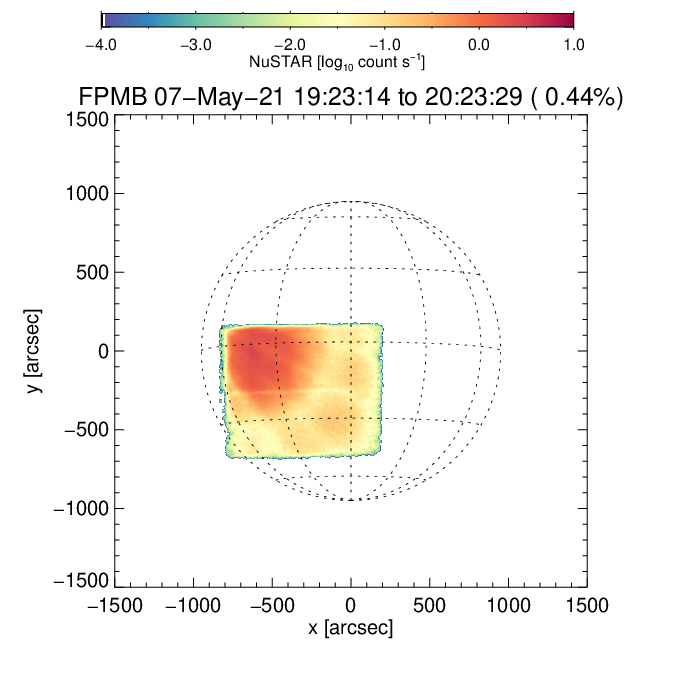 −4.0 −3.0 −2.0 −1.0 0.0 1.0
NuSTAR [log₁₀ count s⁻¹]
FPMB 07−May−21 19:23:14 to 20:23:29 ( 0.44%)
1500
1000
500
0
−500
−1000
−1500
y [arcsec]
−1500 −1000 −500 0 500 1000 1500
x [arcsec]